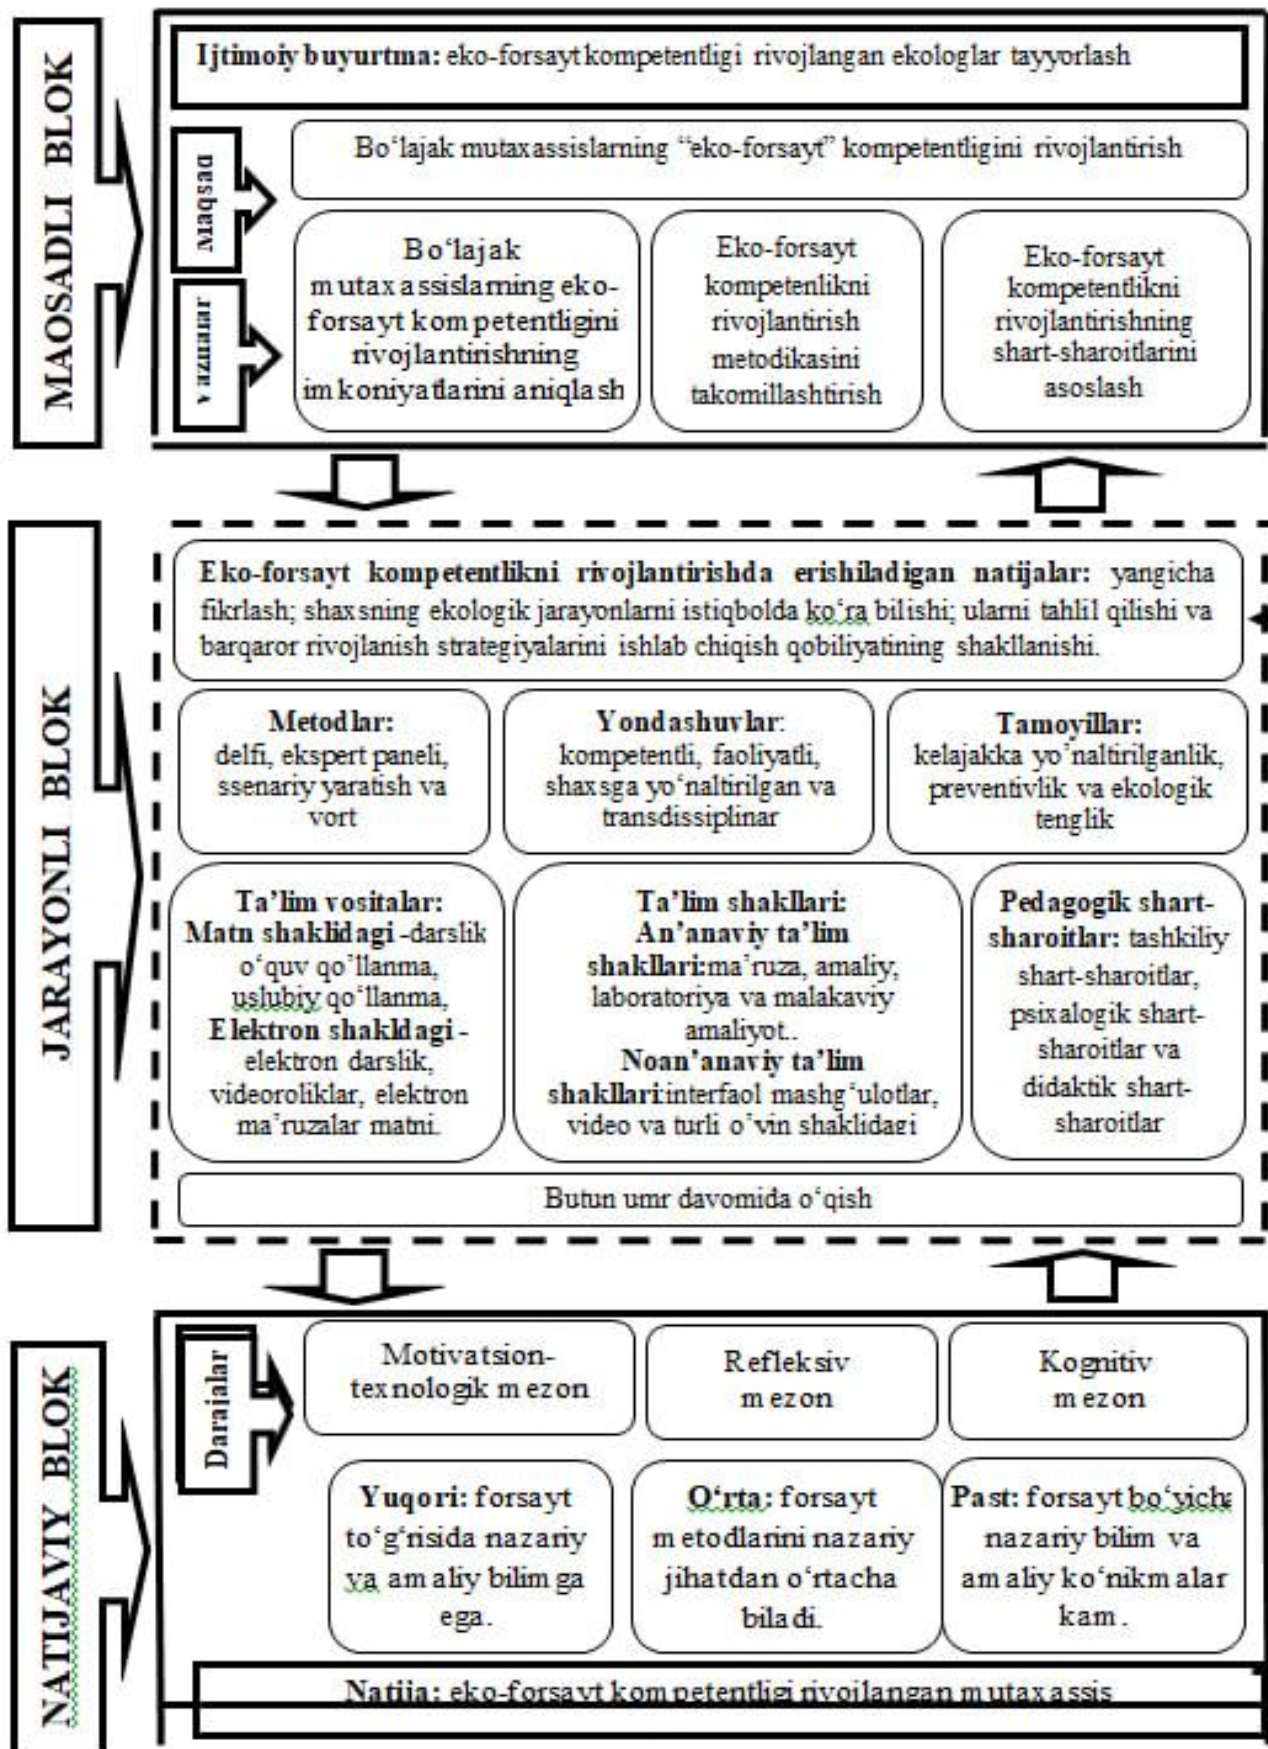 MAOSADLI BLOK
Ijtimoiy buyurtma: eko-forsayt kompetentligi rivojlangan ekologlar tayyorlash
Maqsad
Bo‘lajak mutaxassislarning “eko-forsayt” kompetentligini rivojlantirish
Bo‘lajak
mutaxassislarning eko-
forsayt kompetentligini
rivojlantirishning
imkoniyatlarini aniqlash
Eko-forsayt
kompetenlikni
rivojlantirish
metodikasini
takomillashtirish
Eko-forsayt
kompetentlikni
rivojlantirishning
shart-sharoitlarini
asoslash
JARAYONLI BLOK
Eko-forsayt kompetentlikni rivojlantirishda erishiladigan natijalar: yangicha
fikrlash; shaxsning ekologik jarayonlarni istiqbolda ko‘ra bilishi; ularni tahlil qilishi va
barqaror rivojlanish strategiyalarini ishlab chiqish qobiliyatining shakllanishi.
Metodlar:
delfi, ekspert paneli,
ssenariy yaratish va
vort
Yondashuvlar:
kompetentli, faoliyatli,
shaxsga yo‘naltirilgan va
transdissiplinar
Tamoyillar:
kelajakka yo’naltirilganlik,
preventivlik va ekologik
tenglik
Ta’lim vositalar:
Matn shaklidagi -darslik
o‘quv qo’llanma,
uslubiy qo’llanma,
Elektron shakldagi -
elektron darslik,
videoroliklar, elektron
ma’ruzalar matni.
Ta’lim shakllari:
An’anaviy ta’lim
shakllari:ma’ruza, amaliy,
laboratoriya va malakaviy
amaliyot..
Noan’anaviy ta’lim
shakllari:interfaol mashg‘ulotlar,
video va turli o’yin shaklidagi
Pedagogik shart-
sharoitlar: tashkiliy
shart-sharoitlar,
psixalogik shart-
sharoitlar va
didaktik shart-
sharoitlar
Butun umr davomida o‘qish
NATIJAVIY BLOK
Darajalar
Motivatsion-
texnologik mezon
Refleksiv
mezon
Kognitiv
mezon
Yuqori: forsayt
to‘g‘risida nazariy
va amaliy bilimga
ega.
O‘rta: forsayt
metodlarini nazariy
jihatdan o‘rtacha
biladi.
Past: forsayt bo‘yicha
nazariy bilim va
amaliy ko‘nikmalar
kam.
Natija: eko-forsayt kompetentligi rivojlangan mutaxassis